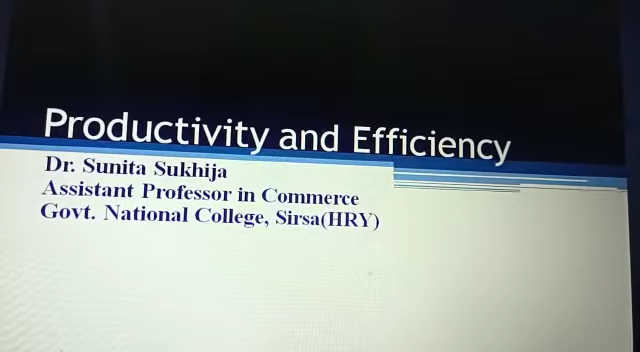 Productivity and Efficiency
Dr. Sunita Sukhija
Assistant Professor in Commerce
Govt. National College, Sirsa(HRY)